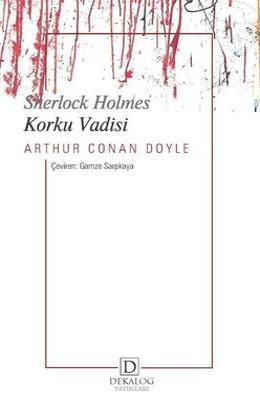 Sherlock Holmes
Korku Vadisi
ARTHUR CONAN DOYLE
Çeviren: Gamze Sarpkaya
D
DEKALOG
YAYINLARI